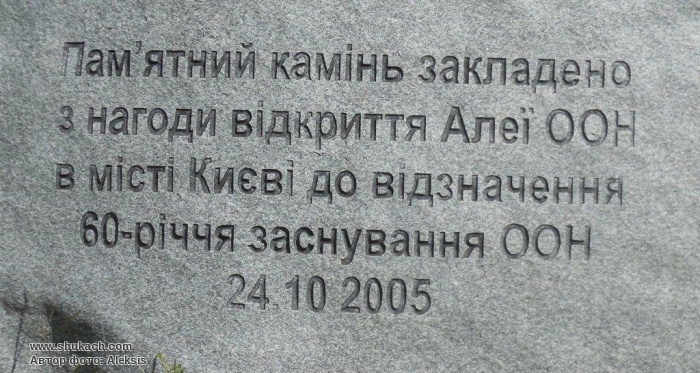 Пам'ятний камінь закладено
з нагоди відкриття Алеї ООН
в місті Києві до відзначення
60-річчя заснування ООН
24.10 2005
www.shukach.com
Автор фото: Aleksis